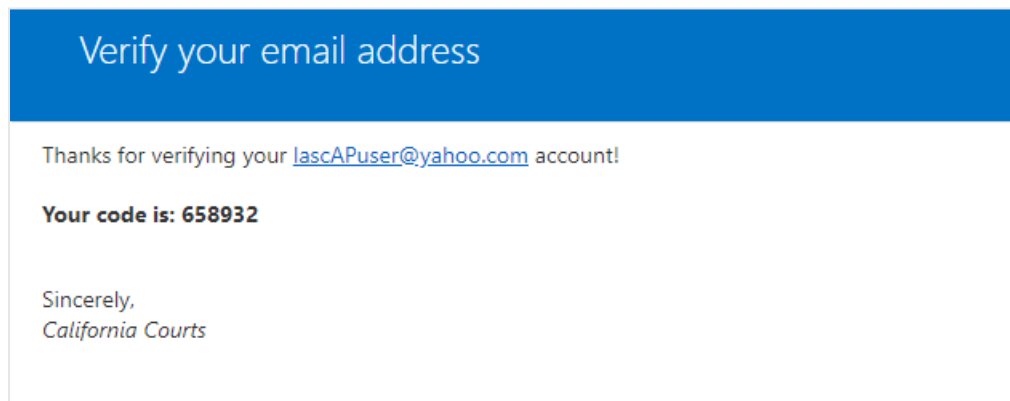 Verify your email address
Thanks for verifying your lascAPuser@yahoo.com account!
Your code is: 658932
Sincerely,
California Courts